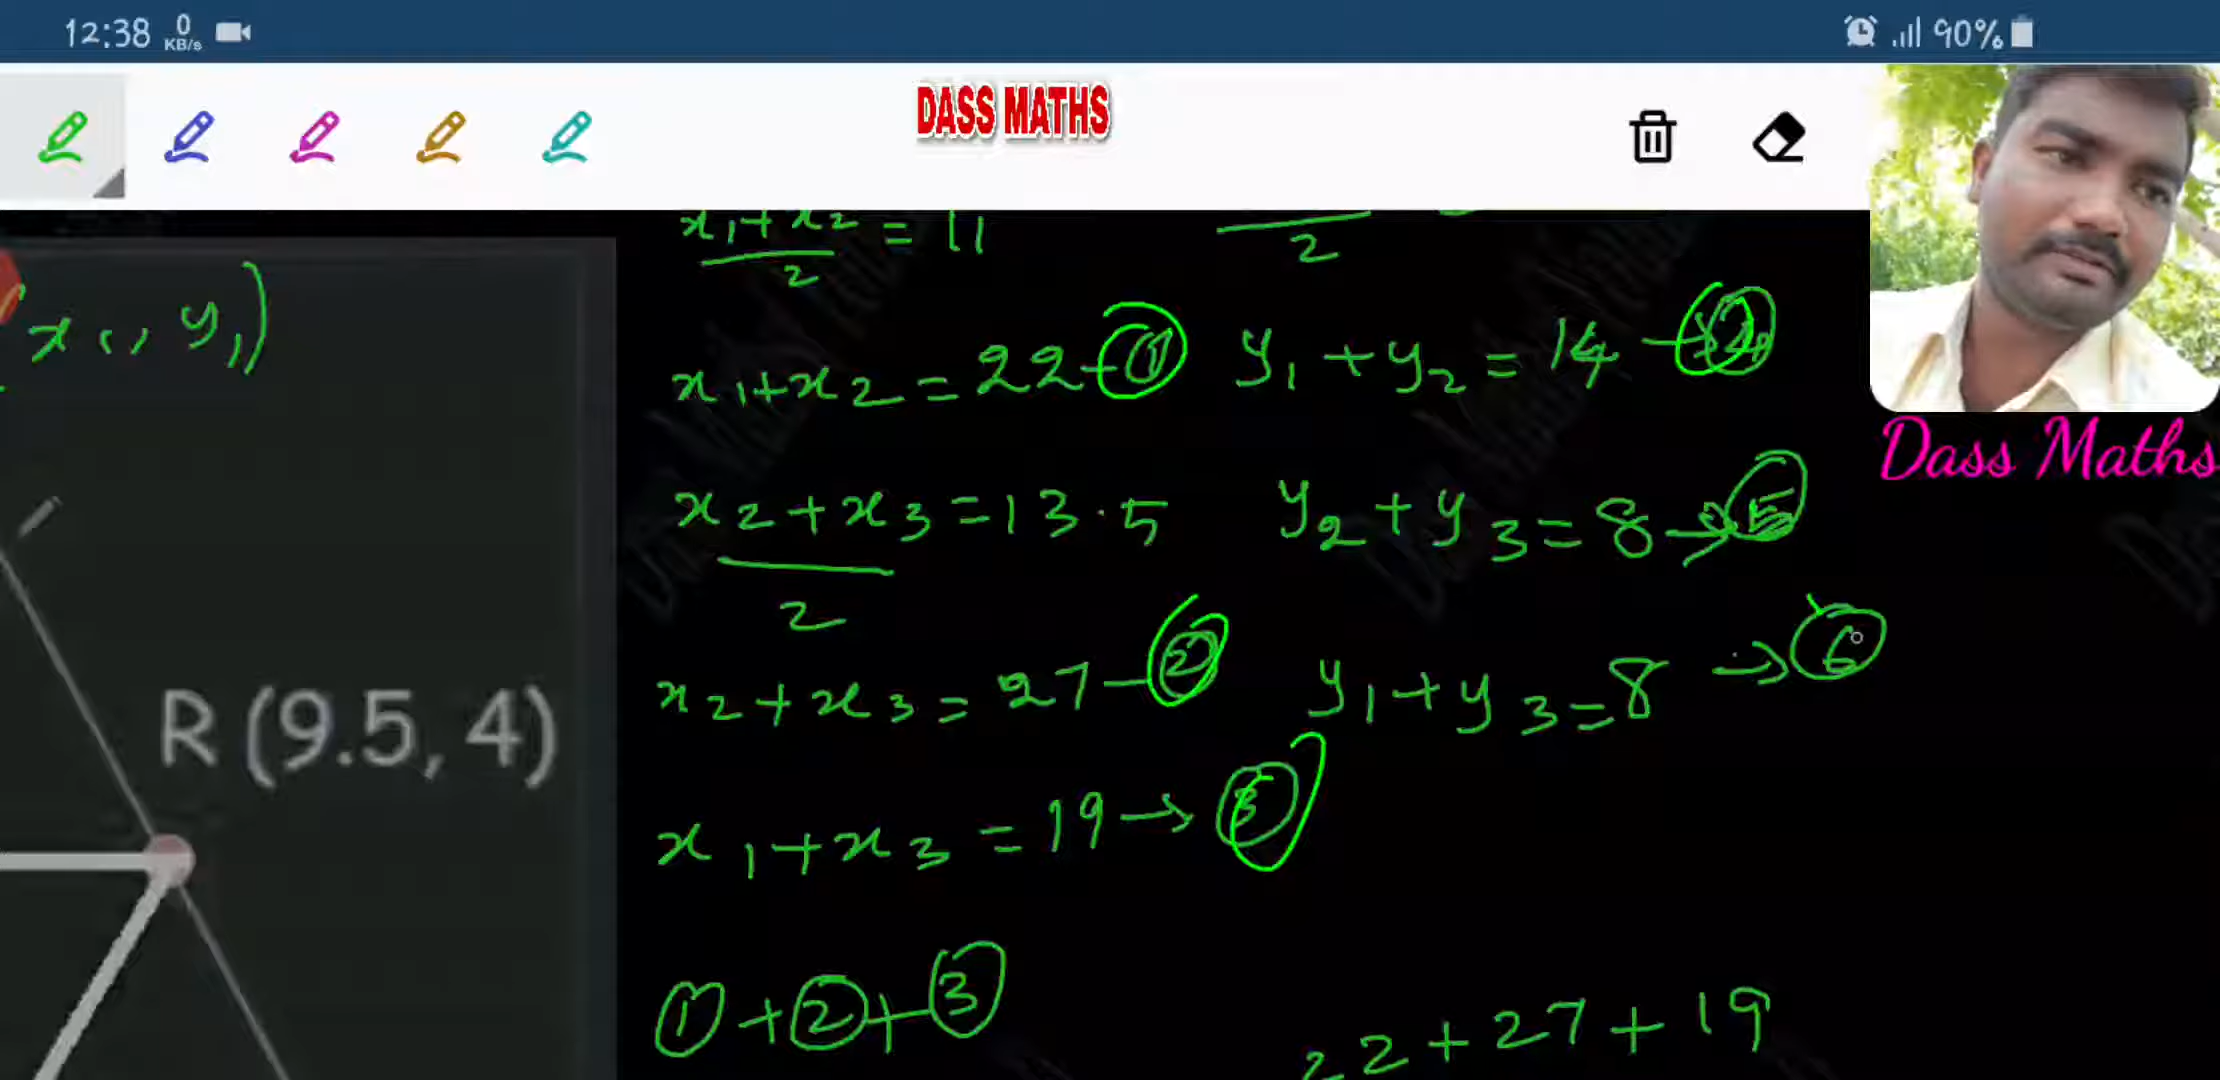 12:38 0 KB/s 90%
DASS MATHS
Dass Maths
x₁, y₁)
R (9.5, 4)
x₁+x₂/2 = 11
2
x₁+x₂ = 22 - ① y₁+y₂ = 14 →
x₂+x₃/2 = 13.5 y₂+y₃ = 8 → ⑤
x₂+x₃ = 27 - ② y₁+y₃ = 8 → ⑥
x₁+x₃ = 19 → ③
①+②+③
22+27+19